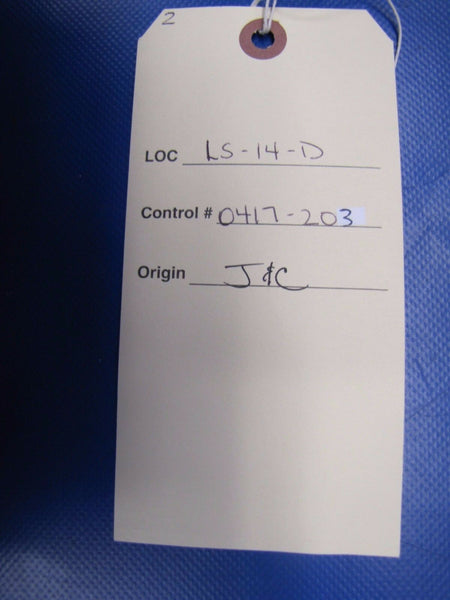 2
LOC LS-14-D
Control # 0417-203
Origin J&C